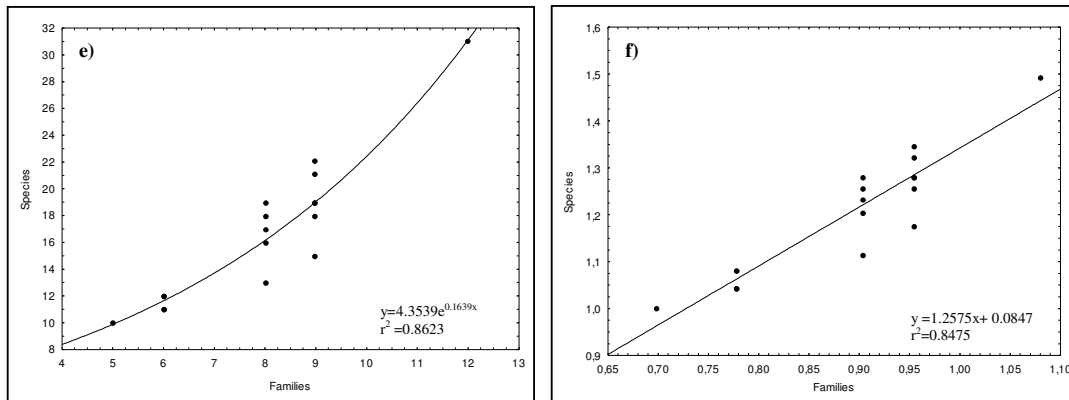 e)
32
30
28
26
24
22
20
18
16
14
12
10
8
Species
4 5 6 7 8 9 10 11 12 13
Families
y=4.3539e^0.1639x
r² =0.8623
f)
1,6
1,5
1,4
1,3
1,2
1,1
1,0
0,9
Species
0,65 0,70 0,75 0,80 0,85 0,90 0,95 1,00 1,05 1,10
Families
y =1.2575x+ 0.0847
r²=0.8475